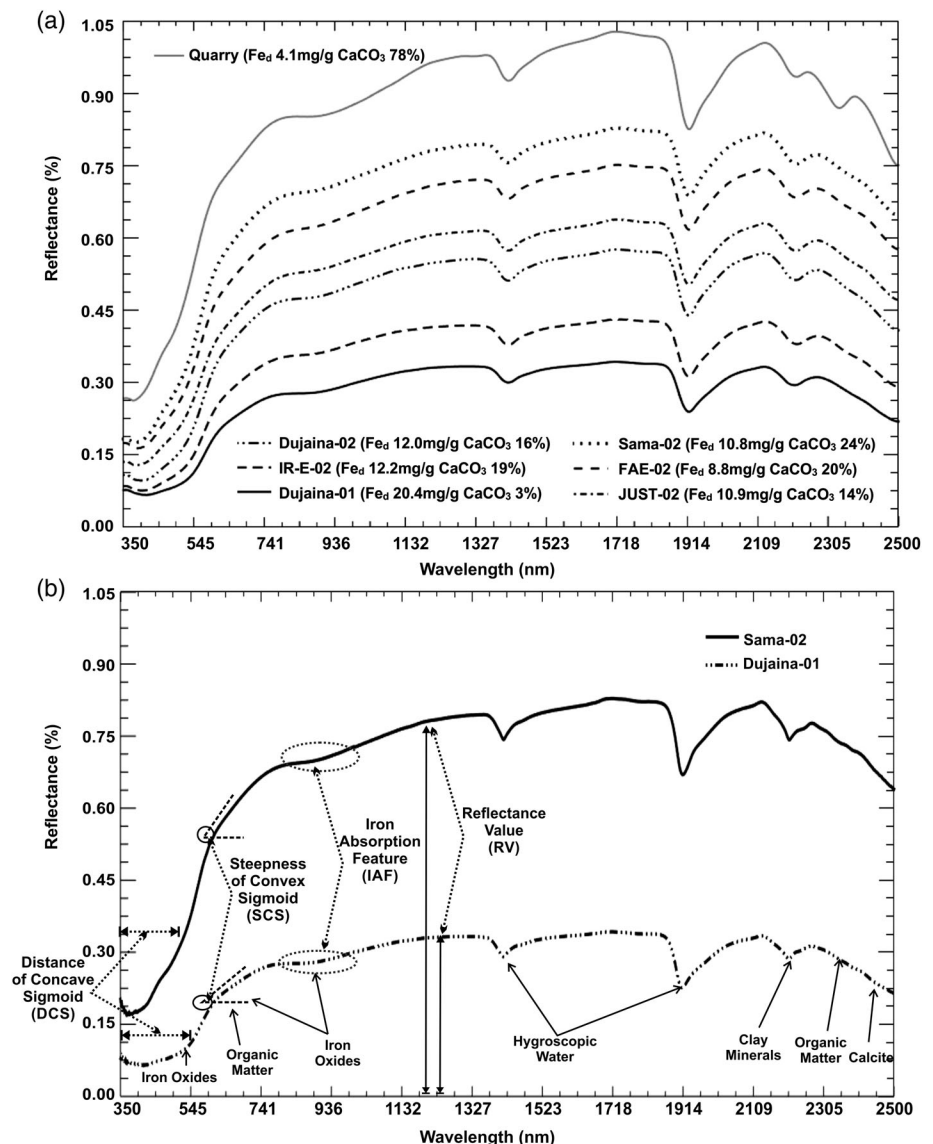 (a)
1.05
0.90
0.75
0.60
0.45
0.30
0.15
0.00
Reflectance (%)
Quarry (Fed 4.1mg/g CaCO3 78%)
Dujaina-02 (Fed 12.0mg/g CaCO3 16%)
IR-E-02 (Fed 12.2mg/g CaCO3 19%)
Dujaina-01 (Fed 20.4mg/g CaCO3 3%)
Sama-02 (Fed 10.8mg/g CaCO3 24%)
FAE-02 (Fed 8.8mg/g CaCO3 20%)
JUST-02 (Fed 10.9mg/g CaCO3 14%)
350 545 741 936 1132 1327 1523 1718 1914 2109 2305 2500
Wavelength (nm)
(b)
1.05
0.90
0.75
0.60
0.45
0.30
0.15
0.00
Reflectance (%)
Sama-02
Dujaina-01
Steepness
of Convex
Sigmoid
(SCS)
Iron
Absorption
Feature
(IAF)
Reflectance
Value
(RV)
Distance
of Concave
Sigmoid
(DCS)
Iron Oxides
Organic
Matter
Iron
Oxides
Hygroscopic
Water
Clay
Minerals
Organic
Matter
Calcite
350 545 741 936 1132 1327 1523 1718 1914 2109 2305 2500
Wavelength (nm)